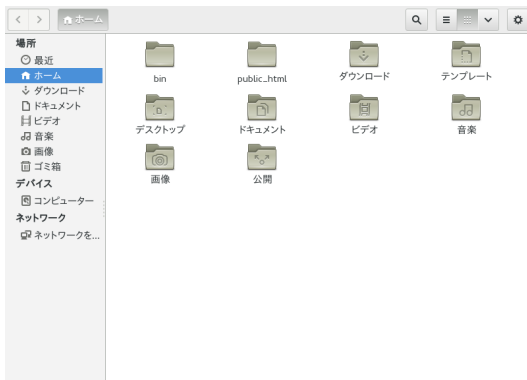 ホーム
場所
最近
ホーム
ダウンロード
ドキュメント
ビデオ
音楽
画像
ゴミ箱
デバイス
コンピューター
ネットワーク
ネットワークを...
bin
public_html
ダウンロード
テンプレート
デスクトップ
ドキュメント
ビデオ
音楽
画像
公開